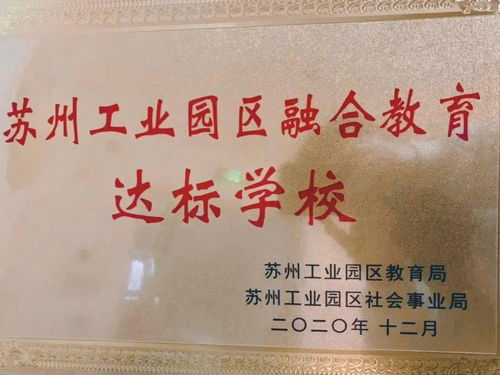 苏州工业园区融合教育
达标学校
苏州工业园区教育局
苏州工业园区社会事业局
二〇二〇年 十二月